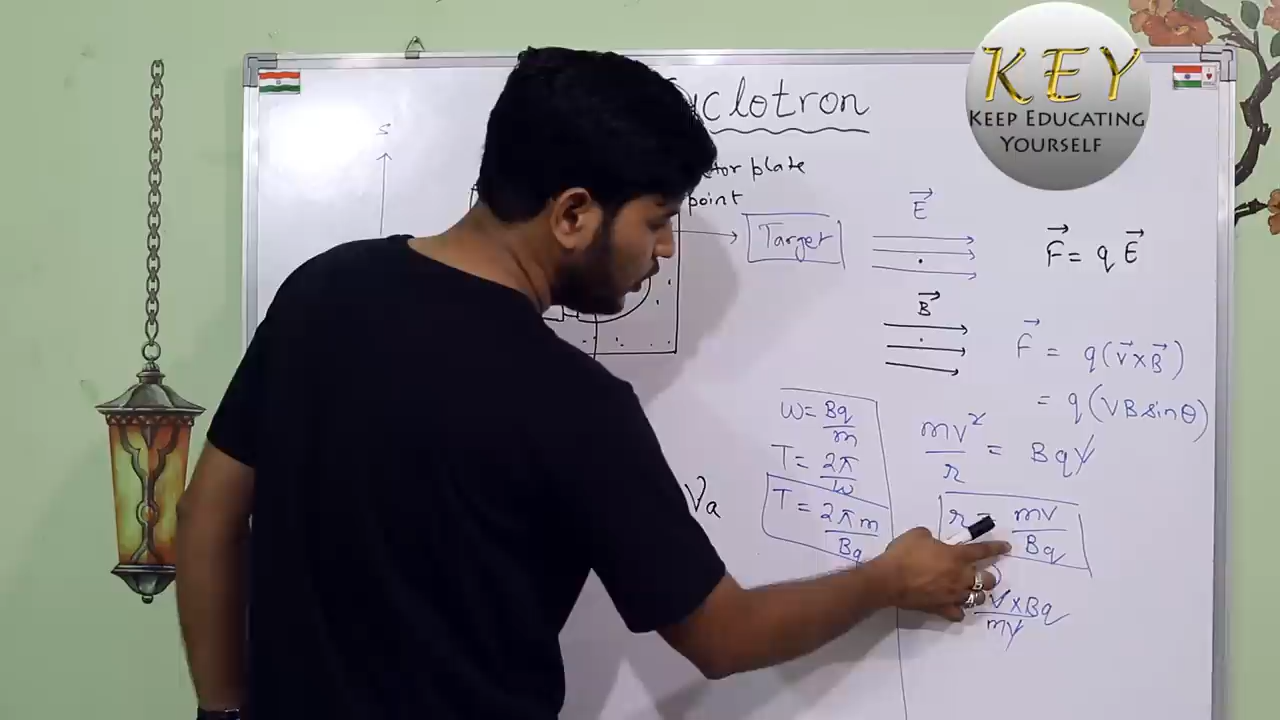 clotron
KEY
KEEP EDUCATING
YOURSELF
S
tor plate
point
Target
E⃗
F⃗ = q E⃗
B⃗
F⃗ = q(V⃗×B⃗)
= q(VB sinθ)
ω = Bq/m
T = 2π/ω
T = 2πm/Bq
mv²/r = Bqv
r = mv/Bq
V×Bq/mv
Va